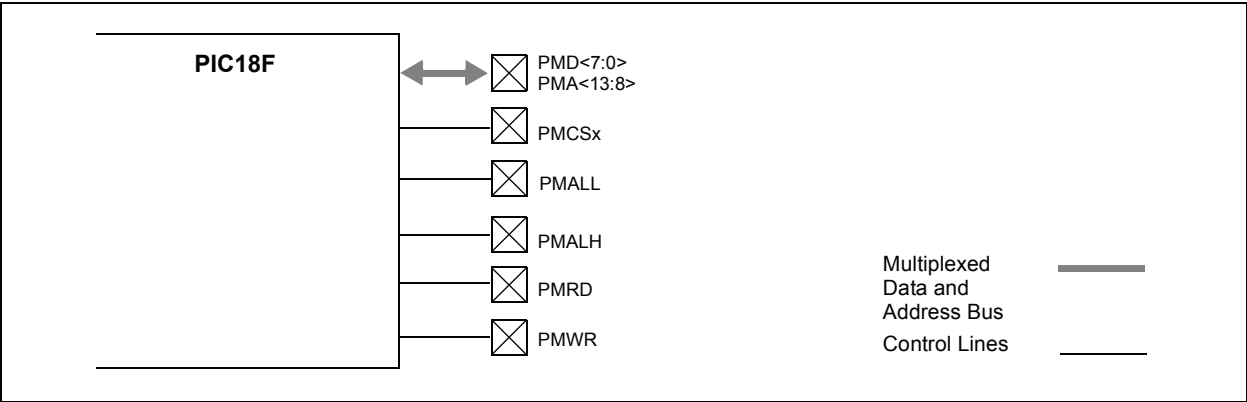 PIC18F
PMD<7:0>
PMA<13:8>
PMCSx
PMALL
PMALH
PMRD
PMWR
Multiplexed
Data and
Address Bus
Control Lines